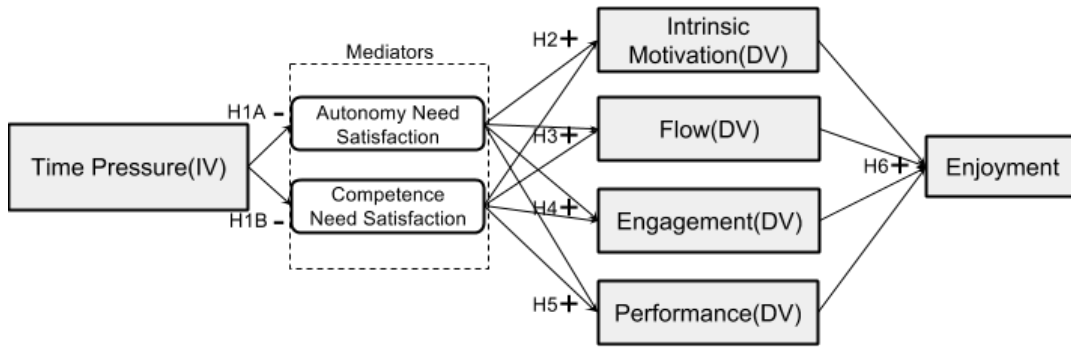 Mediators
Time Pressure(IV)
H1A -
H1B -
Autonomy Need
Satisfaction
Competence
Need Satisfaction
H2+
H3+
H4+
H5+
Intrinsic
Motivation(DV)
Flow(DV)
Engagement(DV)
Performance(DV)
H6+
Enjoyment